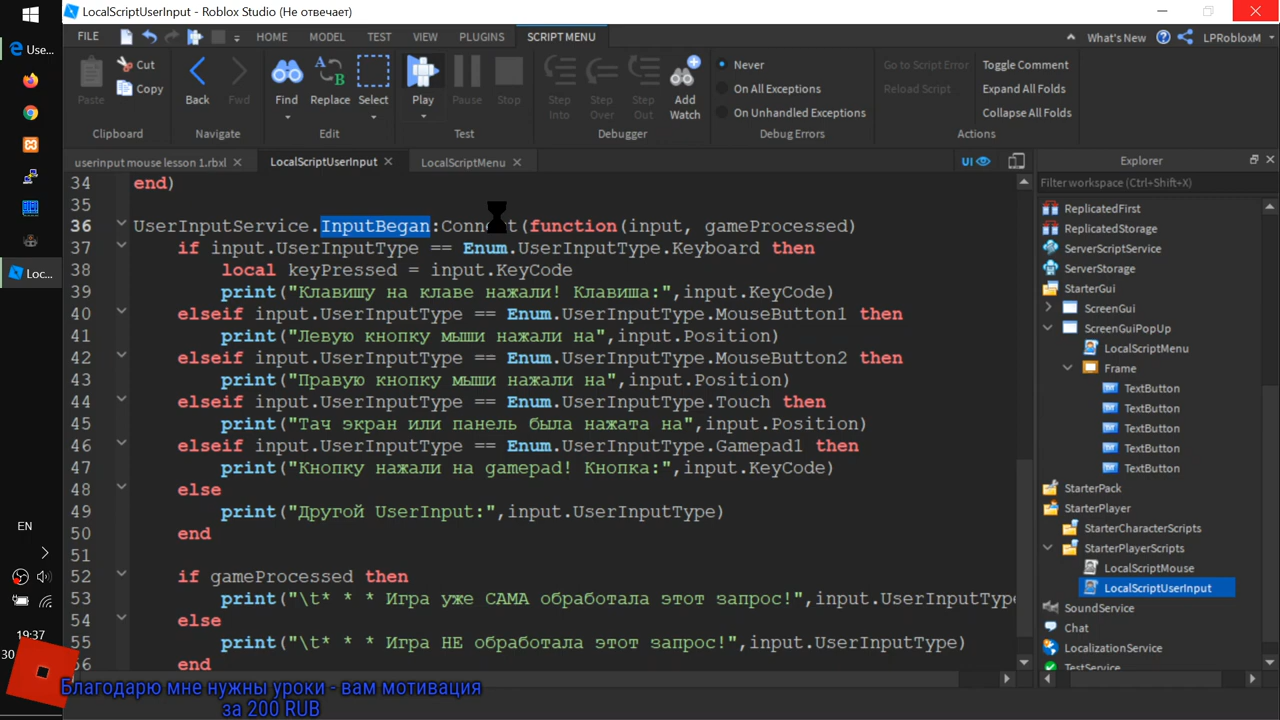 LocalScriptUserInput - Roblox Studio (Не отвечает)
Use...
FILE HOME MODEL TEST VIEW PLUGINS SCRIPT MENU What's New LPRobloxM
Paste Cut Copy Back Fwd Find Replace Select Play Pause Stop Step Into Step Over Step Out Add Watch
Never
On All Exceptions
On Unhandled Exceptions
Go to Script Error
Reload Script
Toggle Comment
Expand All Folds
Collapse All Folds
Clipboard Navigate Edit Test Debugger Debug Errors Actions
userinput mouse lesson 1.rbxl LocalScriptUserInput LocalScriptMenu UI Explorer
Filter workspace (Ctrl+Shift+X)
34 end)
35
36 UserInputService.InputBegan:Connect(function(input, gameProcessed)
37 if input.UserInputType == Enum.UserInputType.Keyboard then
38 local keyPressed = input.KeyCode
39 print("Клавишу на клаве нажали! Клавиша:",input.KeyCode)
40 elseif input.UserInputType == Enum.UserInputType.MouseButton1 then
41 print("Левую кнопку мыши нажали на",input.Position)
42 elseif input.UserInputType == Enum.UserInputType.MouseButton2 then
43 print("Правую кнопку мыши нажали на",input.Position)
44 elseif input.UserInputType == Enum.UserInputType.Touch then
45 print("Тач экран или панель была нажата на",input.Position)
46 elseif input.UserInputType == Enum.UserInputType.Gamepad1 then
47 print("Кнопку нажали на gamepad! Кнопка:",input.KeyCode)
48 else
49 print("Другой UserInput:",input.UserInputType)
50 end
51
52 if gameProcessed then
53 print("\t* * * Игра уже САМА обработала этот запрос!",input.UserInputType
54 else
55 print("\t* * * Игра НЕ обработала этот запрос!",input.UserInputType)
56 end
ReplicatedFirst
ReplicatedStorage
ServerScriptService
ServerStorage
StarterGui
ScreenGui
ScreenGuiPopUp
LocalScriptMenu
Frame
TextButton
TextButton
TextButton
TextButton
TextButton
StarterPack
StarterPlayer
StarterCharacterScripts
StarterPlayerScripts
LocalScriptMouse
LocalScriptUserInput
SoundService
Chat
LocalizationService
TestService
Loc...
EN
19:37
30
Благодарю мне нужны уроки - вам мотивация
за 200 RUB